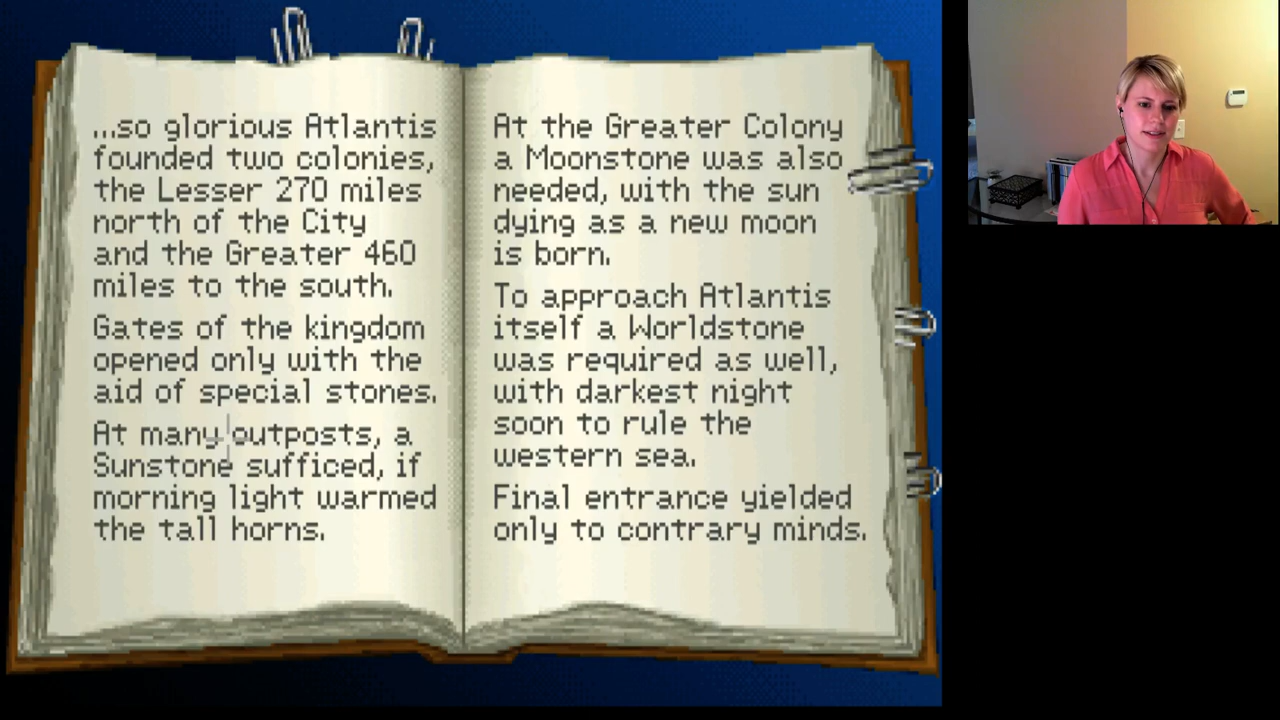 ...so glorious Atlantis
founded two colonies,
the Lesser 270 miles
north of the City
and the Greater 460
miles to the south.
Gates of the kingdom
opened only with the
aid of special stones.
At many outposts, a
Sunstone sufficed, if
morning light warmed
the tall horns.
At the Greater Colony
a Moonstone was also
needed, with the sun
dying as a new moon
is born.
To approach Atlantis
itself a Worldstone
was required as well,
with darkest night
soon to rule the
western sea.
Final entrance yielded
only to contrary minds.